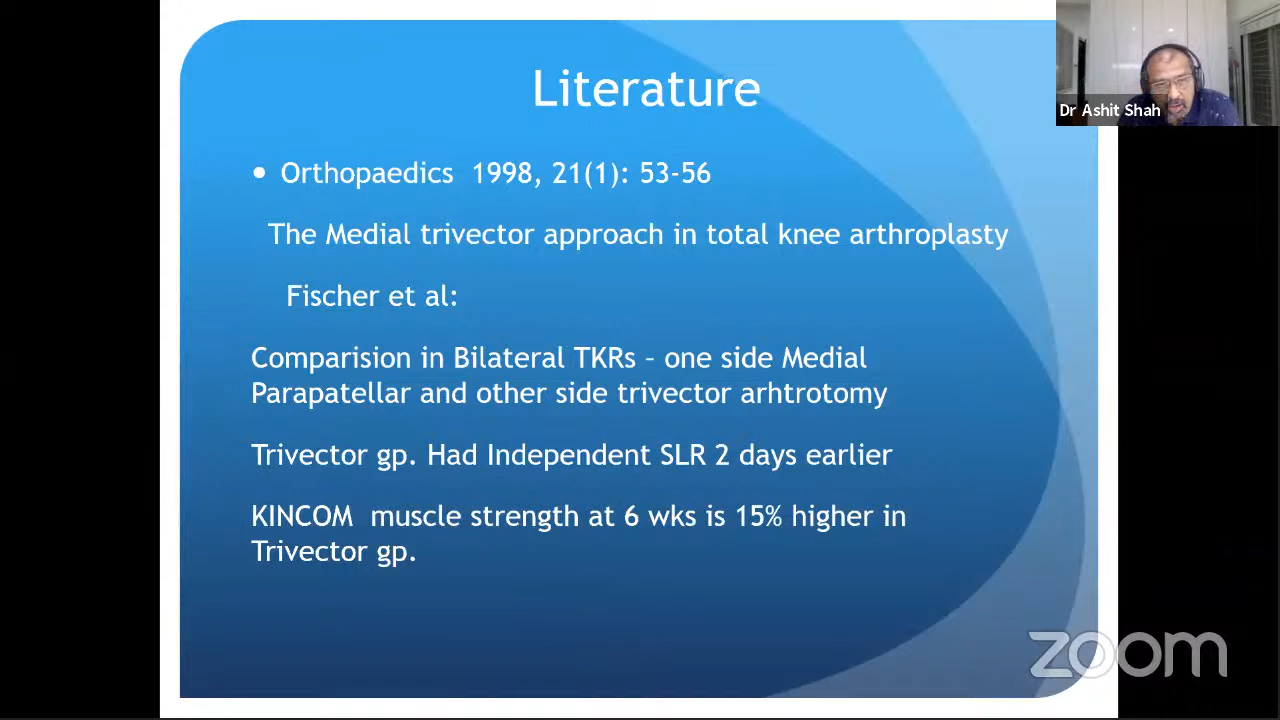 Literature
Dr Ashit Shah
• Orthopaedics 1998, 21(1): 53-56
The Medial trivector approach in total knee arthroplasty
Fischer et al:
Comparision in Bilateral TKRs – one side Medial
Parapatellar and other side trivector arhtrotomy
Trivector gp. Had Independent SLR 2 days earlier
KINCOM muscle strength at 6 wks is 15% higher in
Trivector gp.
zoom